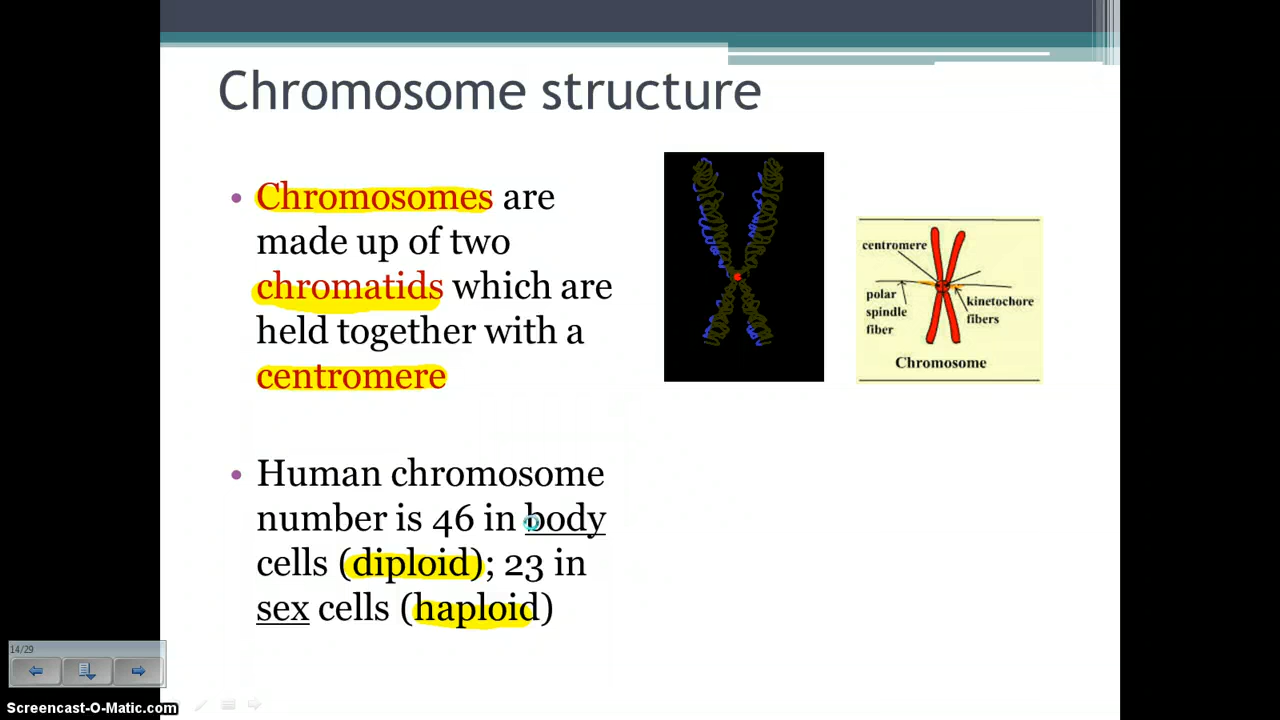 Chromosome structure
• Chromosomes are
made up of two
chromatids which are
held together with a
centromere
centromere
polar
spindle
fiber
kinetochore
fibers
Chromosome
• Human chromosome
number is 46 in body
cells (diploid); 23 in
sex cells (haploid)
14/29
Screencast-O-Matic.com